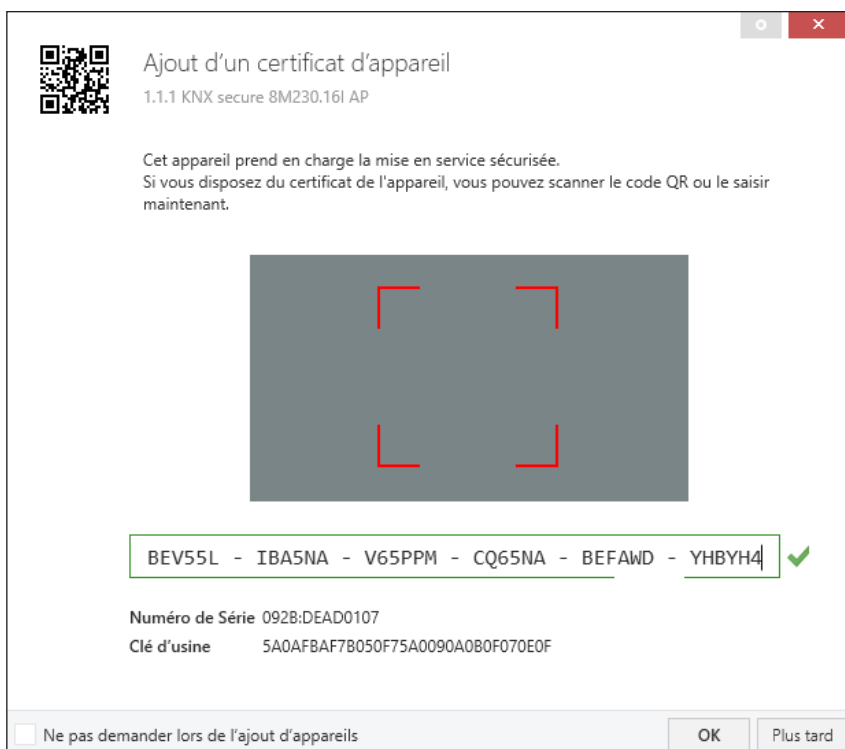 Ajout d’un certificat d’appareil
1.1.1 KNX secure 8M230.16I AP
Cet appareil prend en charge la mise en service sécurisée.
Si vous disposez du certificat de l'appareil, vous pouvez scanner le code QR ou le saisir
maintenant.
BEV55L - IBA5NA - V65PPM - CQ65NA - BEFAWD - YHBYH4
Numéro de Série 092B:DEAD0107
Clé d’usine 5A0AFBAF7B050F75A0090A0B0F070E0F
Ne pas demander lors de l’ajout d’appareils
OK
Plus tard